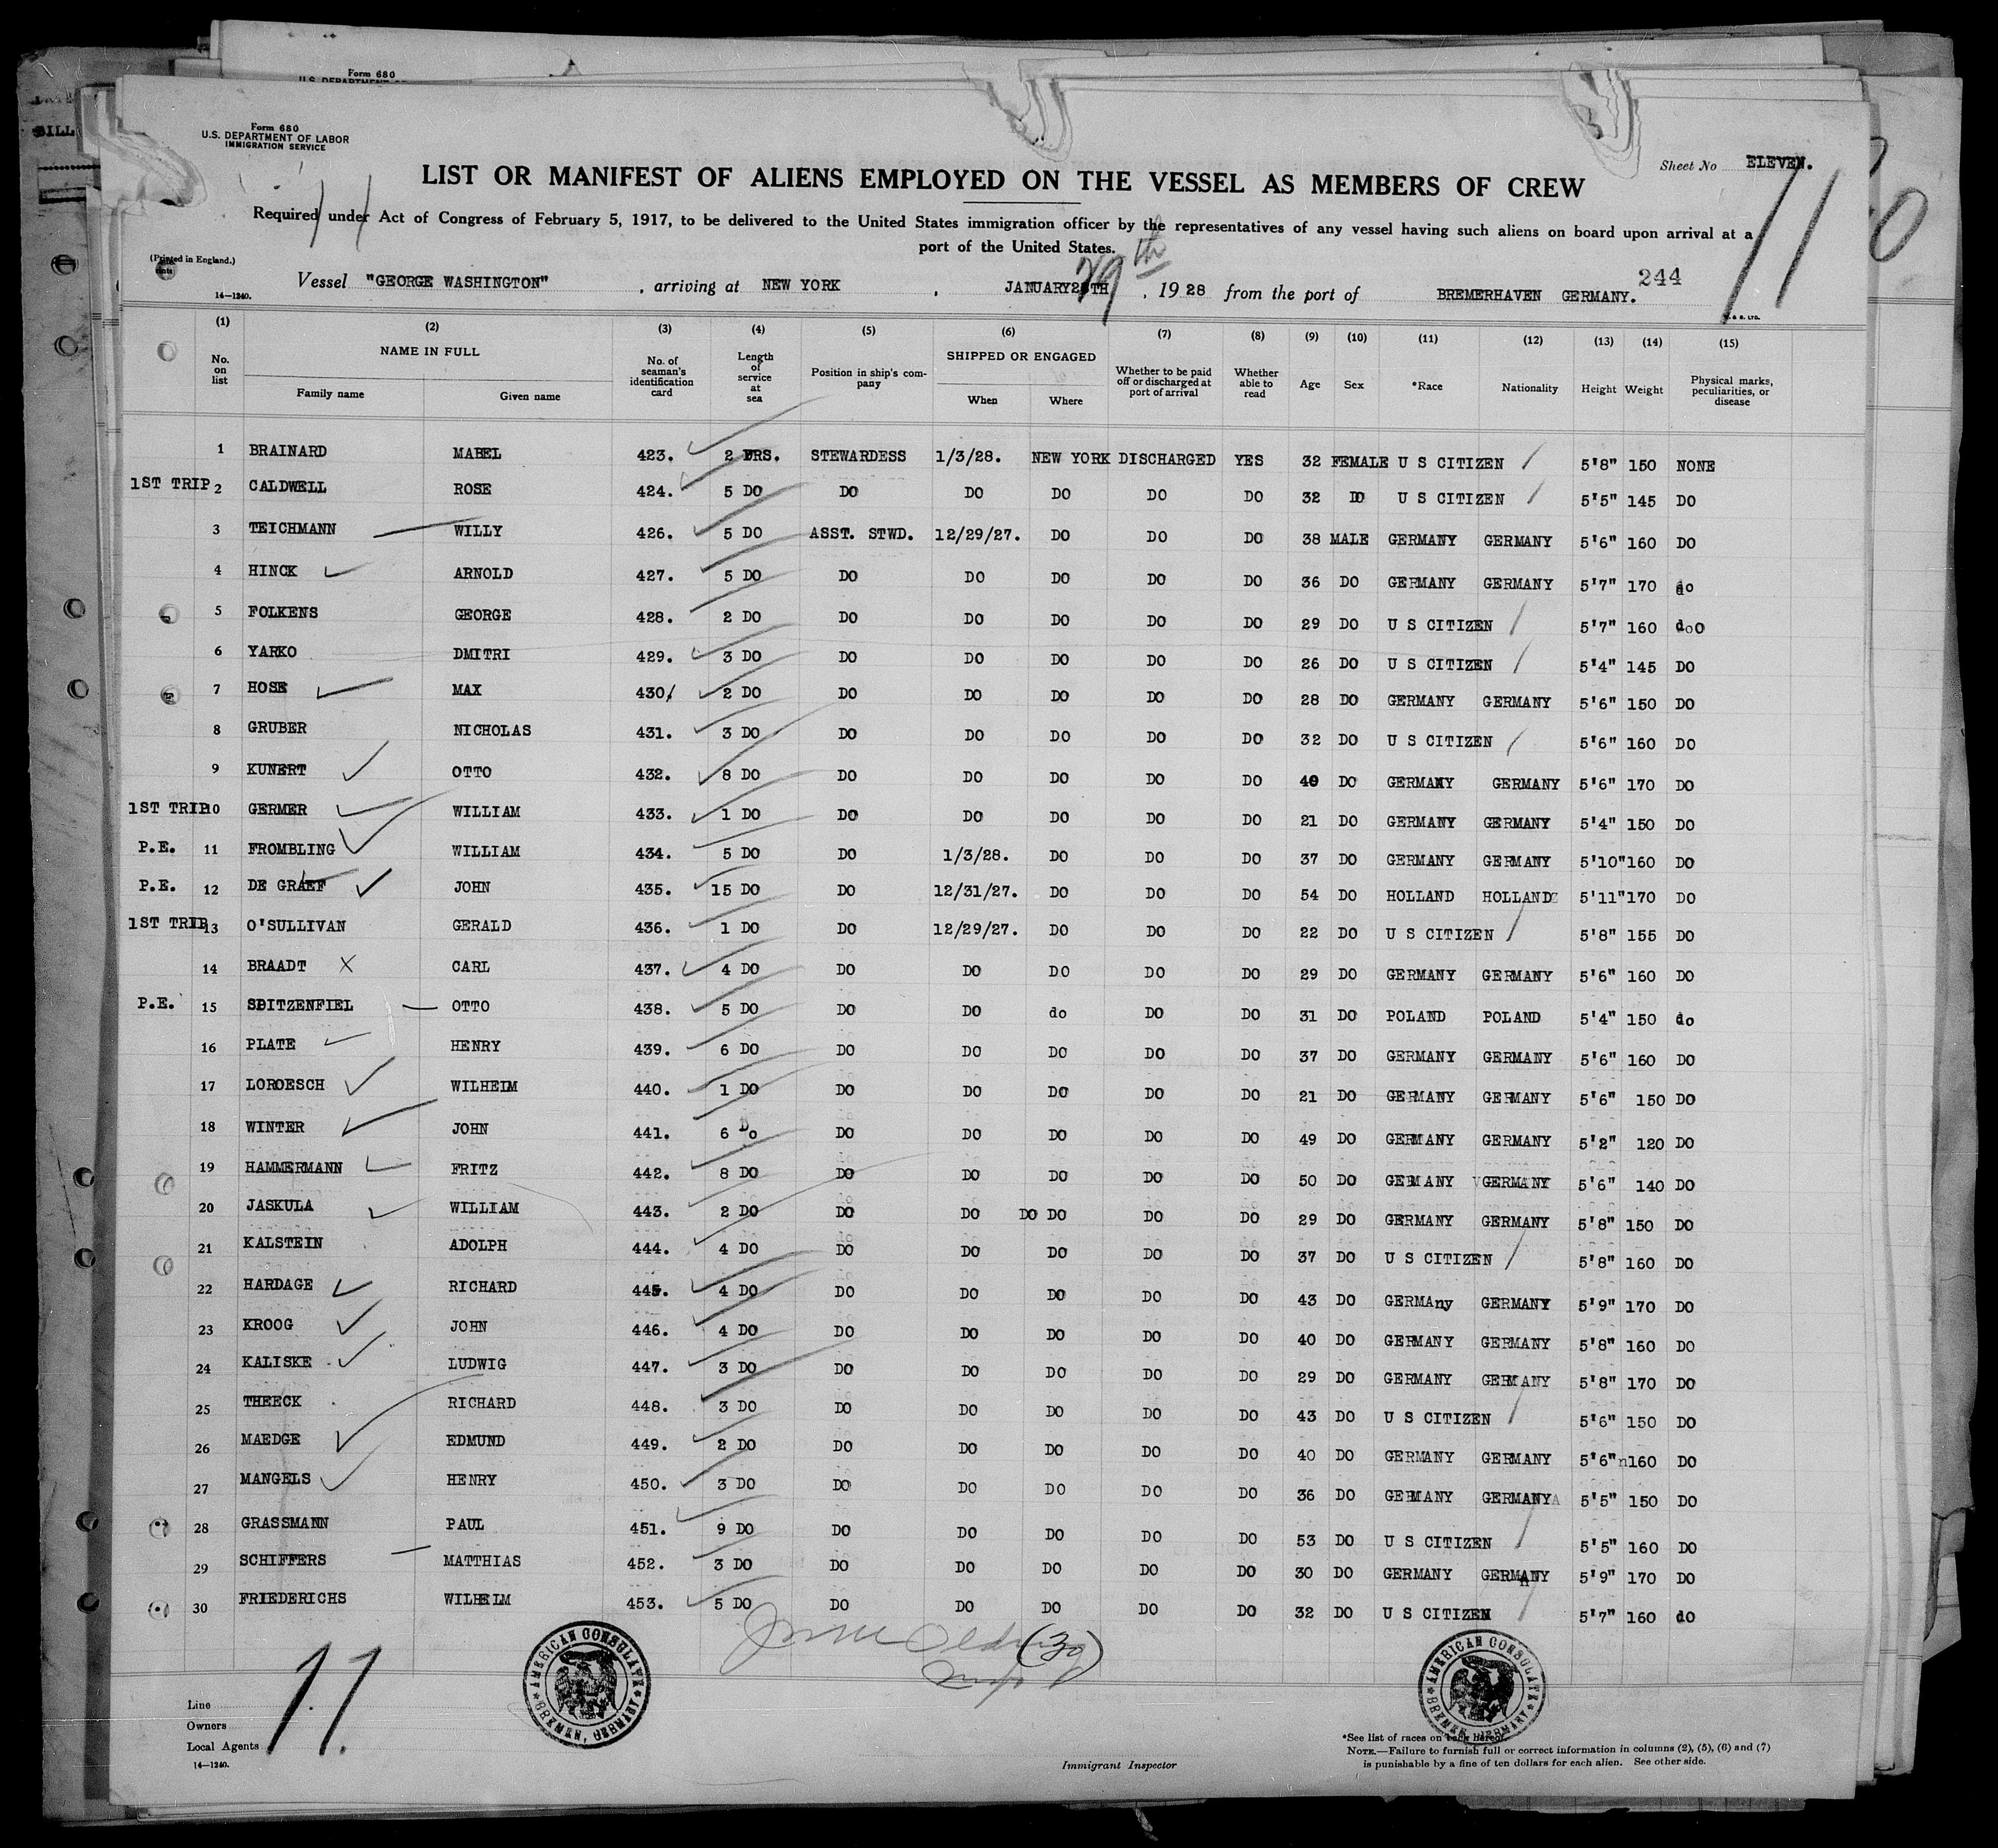 Form 680
Form 680
U.S. DEPARTMENT OF LABOR
IMMIGRATION SERVICE
Sheet No ELEVEN.
LIST OR MANIFEST OF ALIENS EMPLOYED ON THE VESSEL AS MEMBERS OF CREW
110
Required under Act of Congress of February 5, 1917, to be delivered to the United States immigration officer by the representatives of any vessel having such aliens on board upon arrival at a
port of the United States.
(Printed in England.)
14—1240.
29th
244
Vessel "GEORGE WASHINGTON" , arriving at NEW YORK , JANUARY TH , 1928 from the port of BREMERHAVEN GERMANY.
(1) (2) (3) (4) (5) (6) (7) (8) (9) (10) (11) (12) (13) (14) (15)
No. on list NAME IN FULL Family name Given name No. of seaman's identification card Length of service at sea Position in ship's company SHIPPED OR ENGAGED When Where Whether to be paid off or discharged at port of arrival Whether able to read Age Sex *Race Nationality Height Weight Physical marks, peculiarities, or disease
1 BRAINARD MABEL 423. 2 YRS. STEWARDESS 1/3/28. NEW YORK DISCHARGED YES 32 FEMALE U S CITIZEN 5'8" 150 NONE
1ST TRIP 2 CALDWELL ROSE 424. 5 DO DO DO DO DO DO 32 DO U S CITIZEN 5'5" 145 DO
3 TEICHMANN WILLY 426. 5 DO ASST. STWD. 12/29/27. DO DO DO 38 MALE GERMANY GERMANY 5'6" 160 DO
4 HINCK ARNOLD 427. 5 DO DO DO DO DO DO 36 DO GERMANY GERMANY 5'7" 170 do
5 FOLKENS GEORGE 428. 2 DO DO DO DO DO DO 29 DO U S CITIZEN 5'7" 160 doO
6 YARKO DMITRI 429. 3 DO DO DO DO DO DO 26 DO U S CITIZEN 5'4" 145 DO
7 HOSE MAX 430/ 2 DO DO DO DO DO DO 28 DO GERMANY GERMANY 5'6" 150 DO
8 GRUBER NICHOLAS 431. 3 DO DO DO DO DO DO 32 DO U S CITIZEN 5'6" 160 DO
9 KUNERT OTTO 432. 8 DO DO DO DO DO DO 40 DO GERMANY GERMANY 5'6" 170 DO
1ST TRIP 10 GERMER WILLIAM 433. 1 DO DO DO DO DO DO 21 DO GERMANY GERMANY 5'4" 150 DO
P.E. 11 FROMBLING WILLIAM 434. 5 DO DO 1/3/28. DO DO DO 37 DO GERMANY GERMANY 5'10" 160 DO
P.E. 12 DE GRAEF JOHN 435. 15 DO DO 12/31/27. DO DO DO 54 DO HOLLAND HOLLAND 5'11" 170 DO
1ST TRIP 13 O'SULLIVAN GERALD 436. 1 DO DO 12/29/27. DO DO DO 22 DO U S CITIZEN 5'8" 155 DO
14 BRAADT X CARL 437. 4 DO DO DO DO DO DO 29 DO GERMANY GERMANY 5'6" 160 DO
P.E. 15 SPITZENFIEL OTTO 438. 5 DO DO DO do DO DO 31 DO POLAND POLAND 5'4" 150 do
16 PLATE HENRY 439. 6 DO DO DO DO DO DO 37 DO GERMANY GERMANY 5'6" 160 DO
17 LOROESCH WILHELM 440. 1 DO DO DO DO DO DO 21 DO GERMANY GERMANY 5'6" 150 DO
18 WINTER JOHN 441. 6 Do DO DO DO DO DO 49 DO GERMANY GERMANY 5'2" 120 DO
19 HAMMERMANN FRITZ 442. 8 DO DO DO DO DO DO 50 DO GERMANY GERMANY 5'6" 140 DO
20 JASKULA WILLIAM 443. 2 DO DO DO DO DO DO DO 29 DO GERMANY GERMANY 5'8" 150 DO
21 KALSTEIN ADOLPH 444. 4 DO DO DO DO DO DO 37 DO U S CITIZEN 5'8" 160 DO
22 HARDAGE RICHARD 445. 4 DO DO DO DO DO DO 43 DO GERMAny GERMANY 5'9" 170 DO
23 KROOG JOHN 446. 4 DO DO DO DO DO DO 40 DO GERMANY GERMANY 5'8" 160 DO
24 KALISKE LUDWIG 447. 3 DO DO DO DO DO DO 29 DO GERMANY GERMANY 5'8" 170 DO
25 THEECK RICHARD 448. 3 DO DO DO DO DO DO 43 DO U S CITIZEN 5'6" 150 DO
26 MAEDGE EDMUND 449. 2 DO DO DO DO DO DO 40 DO GERMANY GERMANY 5'6" 160 DO
27 MANGELS HENRY 450. 3 DO DO DO DO DO DO 36 DO GERMANY GERMANY 5'5" 150 DO
28 GRASSMANN PAUL 451. 9 DO DO DO DO DO DO 53 DO U S CITIZEN 5'5" 160 DO
29 SCHIFFERS MATTHIAS 452. 3 DO DO DO DO DO DO 30 DO GERMANY GERMANY 5'9" 170 DO
30 FRIEDERICHS WILHELM 453. 5 DO DO DO DO DO DO 32 DO U S CITIZEN 5'7" 160 do
(30)
AMERICAN CONSULATE BREMEN, GERMANY
AMERICAN CONSULATE BREMEN, GERMANY
11.
Line
Owners
Local Agents
14—1240.
Immigrant Inspector
*See list of races on back hereof.
NOTE.—Failure to furnish full or correct information in columns (2), (5), (6) and (7)
is punishable by a fine of ten dollars for each alien. See other side.